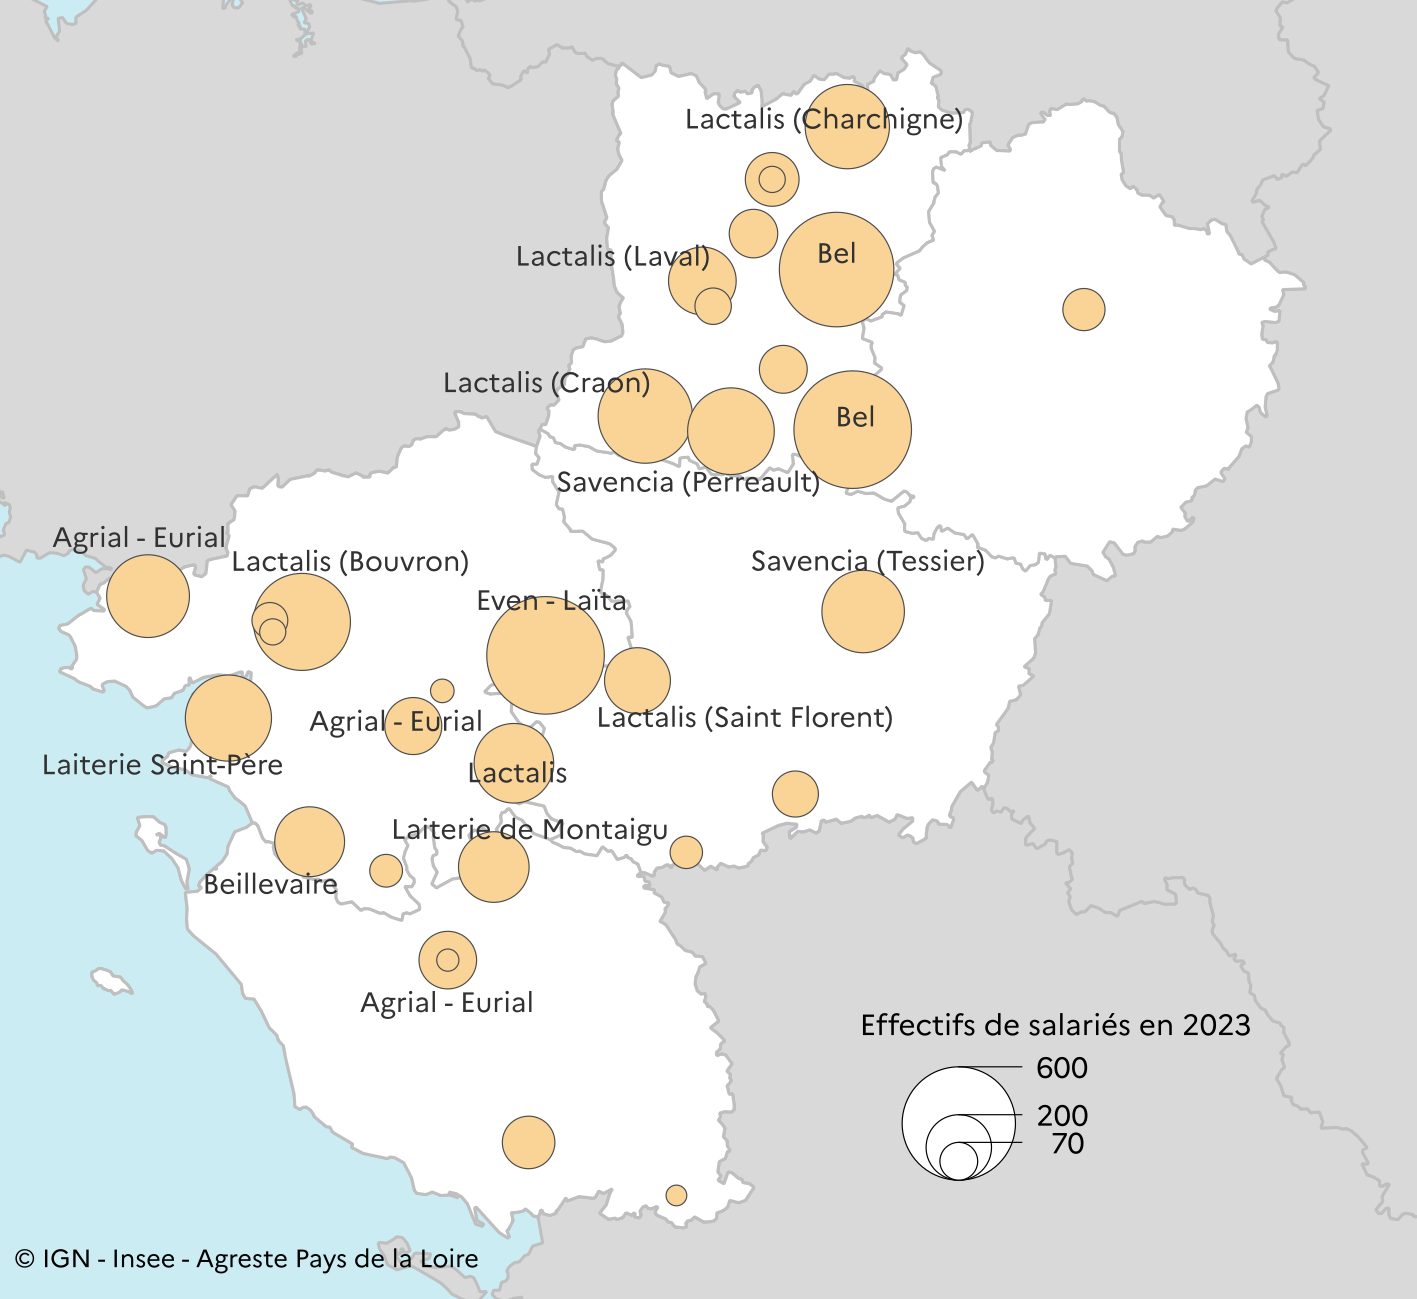 Lactalis (Charchigne)
Lactalis (Laval)
Bel
Lactalis (Craon)
Bel
Savencia (Perreault)
Agrial - Eurial
Lactalis (Bouvron)
Savencia (Tessier)
Even - Laïta
Agrial - Eurial
Lactalis (Saint Florent)
Laiterie Saint-Père
Lactalis
Laiterie de Montaigu
Beillevaire
Agrial - Eurial
Effectifs de salariés en 2023
600
200
70
© IGN - Insee - Agreste Pays de la Loire